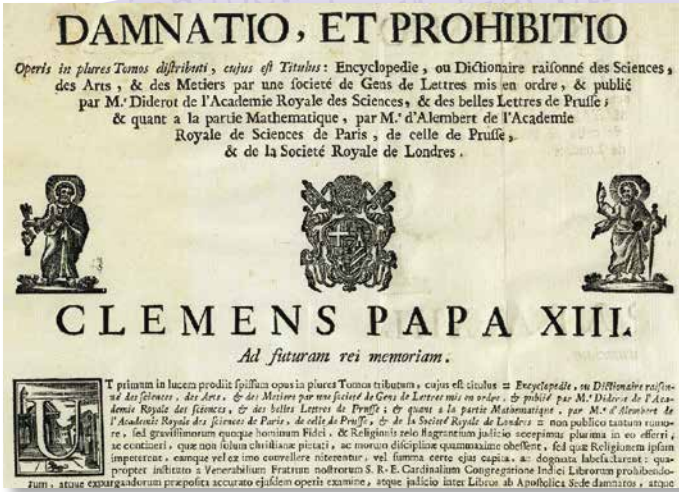 DAMNATIO, ET PROHIBITIO
Operis in plures Tomos distributi, cujus est Titulus: Encyclopedie, ou Dictionaire raisonné des Sciences,
des Arts, & des Metiers par une societé de Gens de Lettres mis en ordre, & publié
par M.r Diderot de l'Academie Royale des Sciences, & des belles Lettres de Prusse;
& quant a la partie Mathematique, par M.r d'Alembert de l'Academie
Royale de Sciences de Paris, de celle de Prusse,
& de la Societé Royale de Londres.
CLEMENS PAPA XIII.
Ad futuram rei memoriam.
UT primum in lucem prodiit spissum opus in plures Tomos tributum, cujus est titulus = Encyclopedie, ou Dictionaire raison-
né des sciences, des Arts, & des Metiers par une societé de Gens de Lettres mis en ordre, & publié par M.r Diderot de l'Aca-
demie Royale des sciences, & des belles Lettres de Prusse; & quant a la partie Mathematique, par M.r d'Alembert de
l'Academie Royale des Sciences de Paris, de celle de Prusse, & de la Societé Royale de Londres = non publico tantum rumo-
re, sed gravissimorum quoque hominum Fidei, & Religionis zelo flagrantum judicio accepimus plurima in eo efferri,
ac contineri, quæ non solum christianæ pietati, ac morum disciplinæ quammaxime obessent, sed quæ Religionem ipsam
impeterent, eamque vel ex imo convellere niterentur, vel summa certe ejus capita, ac dogmata labefactarent: qua-
propter instituto a Venerabilium Fratrum nostrorum S. R. E. Cardinalium Congregatione Indici Librorum prohibendo-
rum, atque expurgandorum præposita accurato ejusdem operis examine, atque judicio inter Libros ab Apostolica Sede damnatos, atque